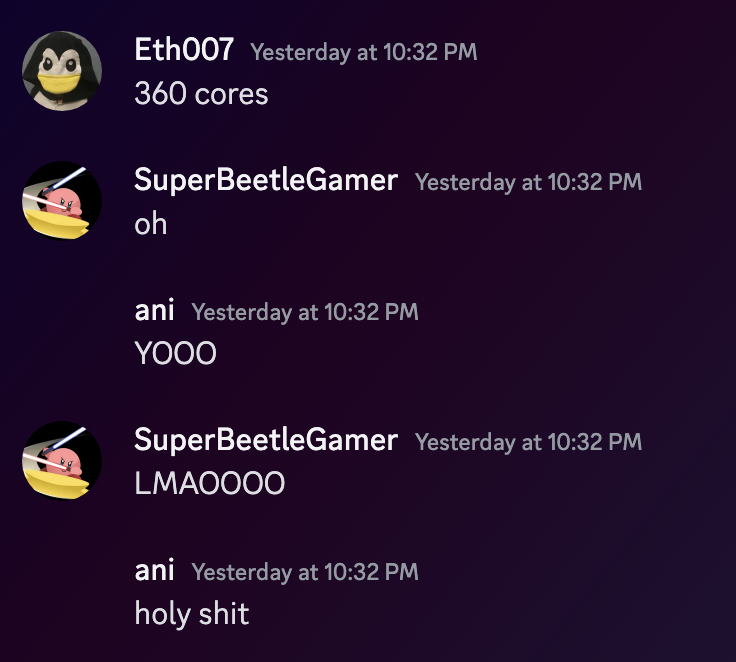 Eth007 Yesterday at 10:32 PM
360 cores
SuperBeetleGamer Yesterday at 10:32 PM
oh
ani Yesterday at 10:32 PM
YOOO
SuperBeetleGamer Yesterday at 10:32 PM
LMAOOOO
ani Yesterday at 10:32 PM
holy shit